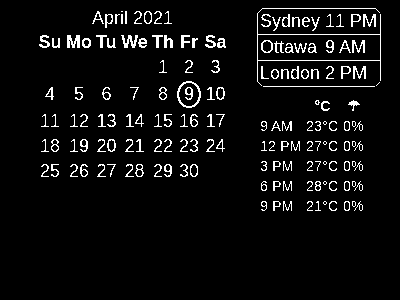 April 2021
Su Mo Tu We Th Fr Sa
1 2 3
4 5 6 7 8 9 10
11 12 13 14 15 16 17
18 19 20 21 22 23 24
25 26 27 28 29 30
Sydney 11 PM
Ottawa 9 AM
London 2 PM
°C ☂
9 AM 23°C 0%
12 PM 27°C 0%
3 PM 27°C 0%
6 PM 28°C 0%
9 PM 21°C 0%